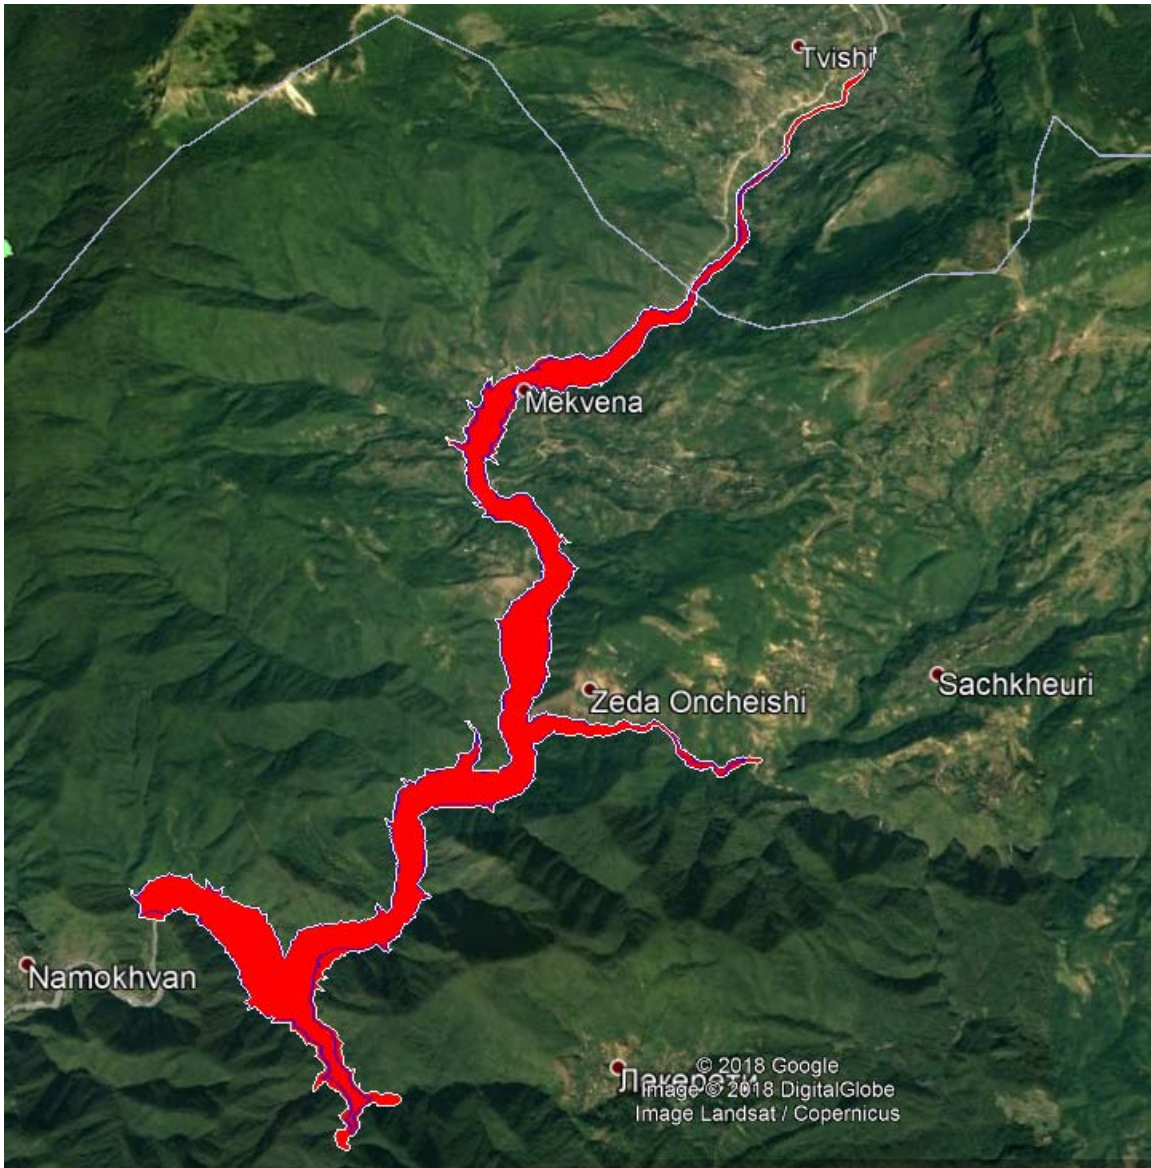 Tvishi
Mekvena
Zeda Oncheishi
Sachkheuri
Namokhvan
© 2018 Google
Image © 2018 DigitalGlobe
Image Landsat / Copernicus